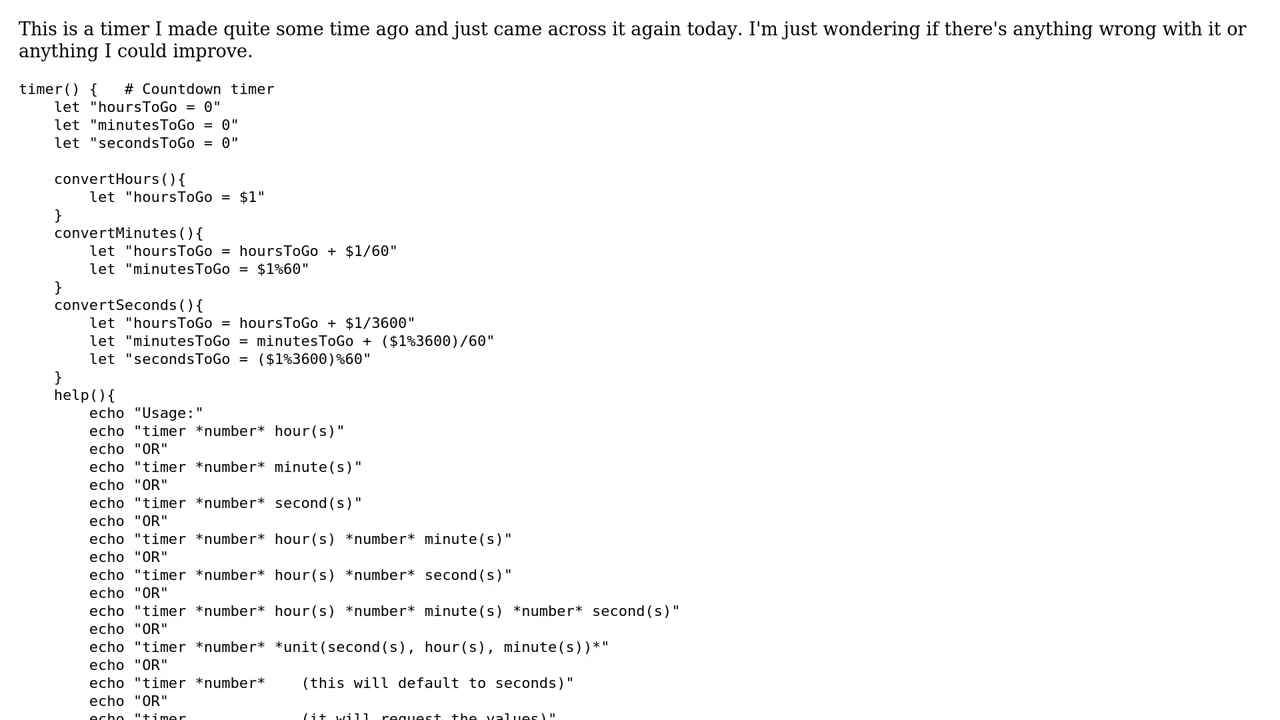 This is a timer I made quite some time ago and just came across it again today. I'm just wondering if there's anything wrong with it or
anything I could improve.
timer() {   # Countdown timer
    let "hoursToGo = 0"
    let "minutesToGo = 0"
    let "secondsToGo = 0"

    convertHours(){
        let "hoursToGo = $1"
    }
    convertMinutes(){
        let "hoursToGo = hoursToGo + $1/60"
        let "minutesToGo = $1%60"
    }
    convertSeconds(){
        let "hoursToGo = hoursToGo + $1/3600"
        let "minutesToGo = minutesToGo + ($1%3600)/60"
        let "secondsToGo = ($1%3600)%60"
    }
    help(){
        echo "Usage:"
        echo "timer *number* hour(s)"
        echo "OR"
        echo "timer *number* minute(s)"
        echo "OR"
        echo "timer *number* second(s)"
        echo "OR"
        echo "timer *number* hour(s) *number* minute(s)"
        echo "OR"
        echo "timer *number* hour(s) *number* second(s)"
        echo "OR"
        echo "timer *number* hour(s) *number* minute(s) *number* second(s)"
        echo "OR"
        echo "timer *number* *unit(second(s), hour(s), minute(s))*"
        echo "OR"
        echo "timer *number*    (this will default to seconds)"
        echo "OR"
        echo "timer             (it will request the values)"